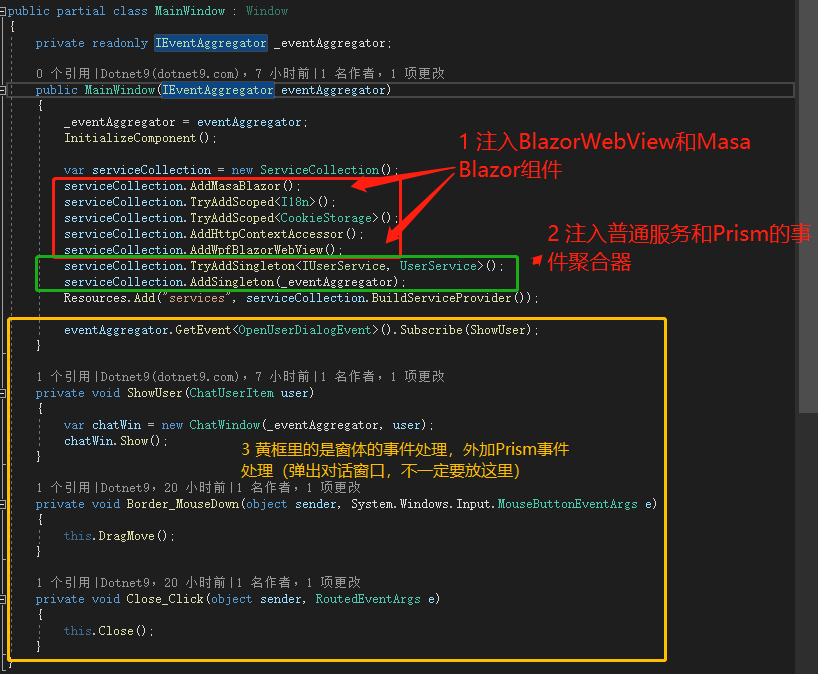 public partial class MainWindow : Window
{
private readonly IEventAggregator _eventAggregator;
0 个引用|Dotnet9(dotnet9.com)，7 小时前|1 名作者，1 项更改
public MainWindow(IEventAggregator eventAggregator)
{
_eventAggregator = eventAggregator;
InitializeComponent();
var serviceCollection = new ServiceCollection();
serviceCollection.AddMasaBlazor();
serviceCollection.TryAddScoped<I18n>();
serviceCollection.TryAddScoped<CookieStorage>();
serviceCollection.AddHttpContextAccessor();
serviceCollection.AddWpfBlazorWebView();
serviceCollection.TryAddSingleton<IUserService, UserService>();
serviceCollection.AddSingleton(_eventAggregator);
Resources.Add("services", serviceCollection.BuildServiceProvider());
1 注入BlazorWebView和Masa
Blazor组件
2 注入普通服务和Prism的事
件聚合器
eventAggregator.GetEvent<OpenUserDialogEvent>().Subscribe(ShowUser);
}
1 个引用|Dotnet9(dotnet9.com)，7 小时前|1 名作者，1 项更改
private void ShowUser(ChatUserItem user)
{
var chatWin = new ChatWindow(_eventAggregator, user);
chatWin.Show();
}
3 黄框里的是窗体的事件处理，外加Prism事件
处理（弹出对话窗口，不一定要放这里）
1 个引用|Dotnet9，20 小时前|1 名作者，1 项更改
private void Border_MouseDown(object sender, System.Windows.Input.MouseButtonEventArgs e)
{
this.DragMove();
}
1 个引用|Dotnet9，20 小时前|1 名作者，1 项更改
private void Close_Click(object sender, RoutedEventArgs e)
{
this.Close();
}
}